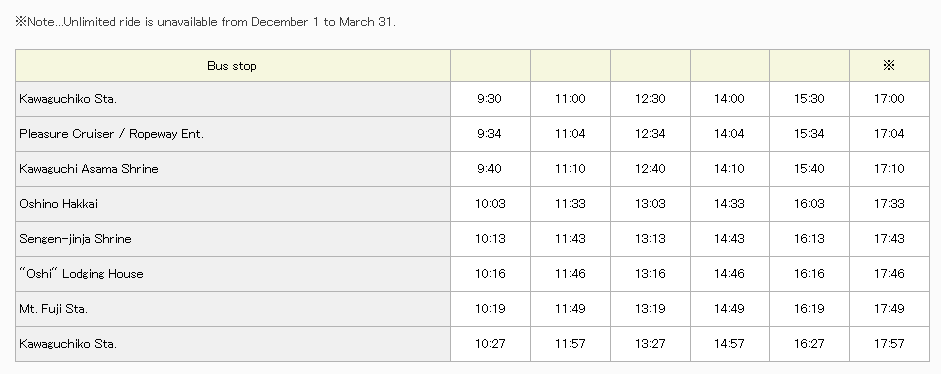 ※Note...Unlimited ride is unavailable from December 1 to March 31.
Bus stop ※
Kawaguchiko Sta. 9:30 11:00 12:30 14:00 15:30 17:00
Pleasure Cruiser / Ropeway Ent. 9:34 11:04 12:34 14:04 15:34 17:04
Kawaguchi Asama Shrine 9:40 11:10 12:40 14:10 15:40 17:10
Oshino Hakkai 10:03 11:33 13:03 14:33 16:03 17:33
Sengen-jinja Shrine 10:13 11:43 13:13 14:43 16:13 17:43
“Oshi“ Lodging House 10:16 11:46 13:16 14:46 16:16 17:46
Mt. Fuji Sta. 10:19 11:49 13:19 14:49 16:19 17:49
Kawaguchiko Sta. 10:27 11:57 13:27 14:57 16:27 17:57